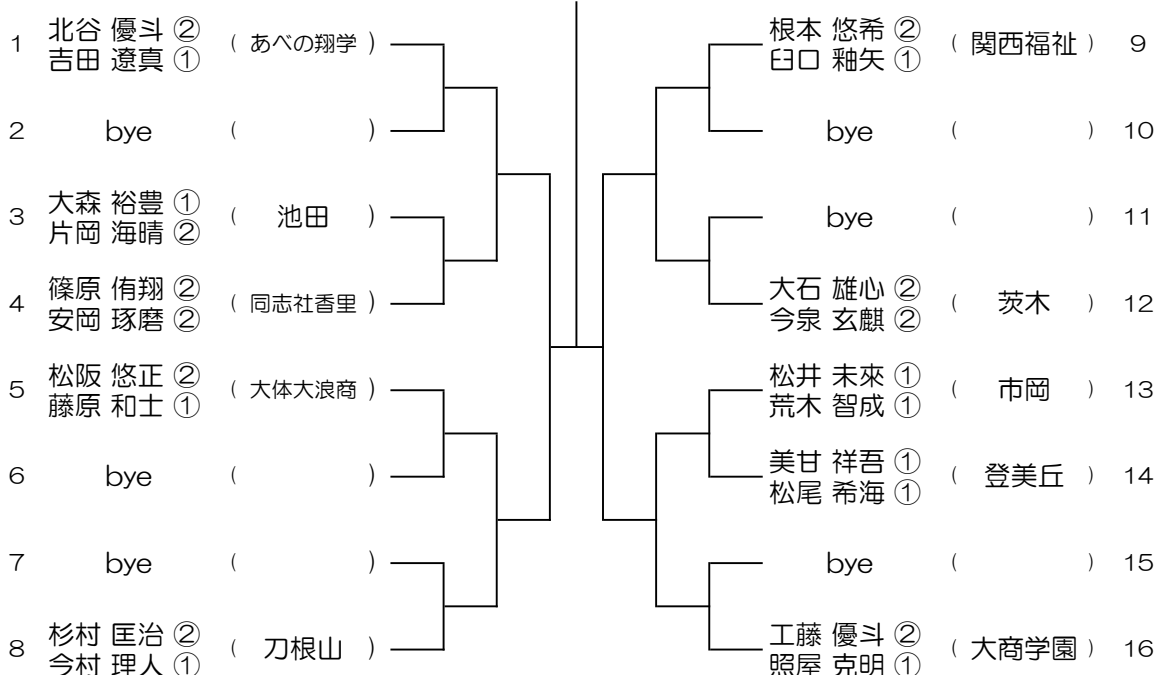 1 北谷 優斗 ② ( あべの翔学 )
吉田 遼真 ①
2 bye ( )
3 大森 裕豊 ① ( 池田 )
片岡 海晴 ②
4 篠原 侑翔 ② ( 同志社香里 )
安岡 琢磨 ②
5 松阪 悠正 ② ( 大体大浪商 )
藤原 和士 ①
6 bye ( )
7 bye ( )
8 杉村 匡治 ② ( 刀根山 )
今村 理人 ①
根本 悠希 ② ( 関西福祉 ) 9
臼口 釉矢 ①
bye ( ) 10
bye ( ) 11
大石 雄心 ② ( 茨木 ) 12
今泉 玄麒 ②
松井 未來 ① ( 市岡 ) 13
荒木 智成 ①
美甘 祥吾 ① ( 登美丘 ) 14
松尾 希海 ①
bye ( ) 15
工藤 優斗 ② ( 大商学園 ) 16
照屋 克明 ①